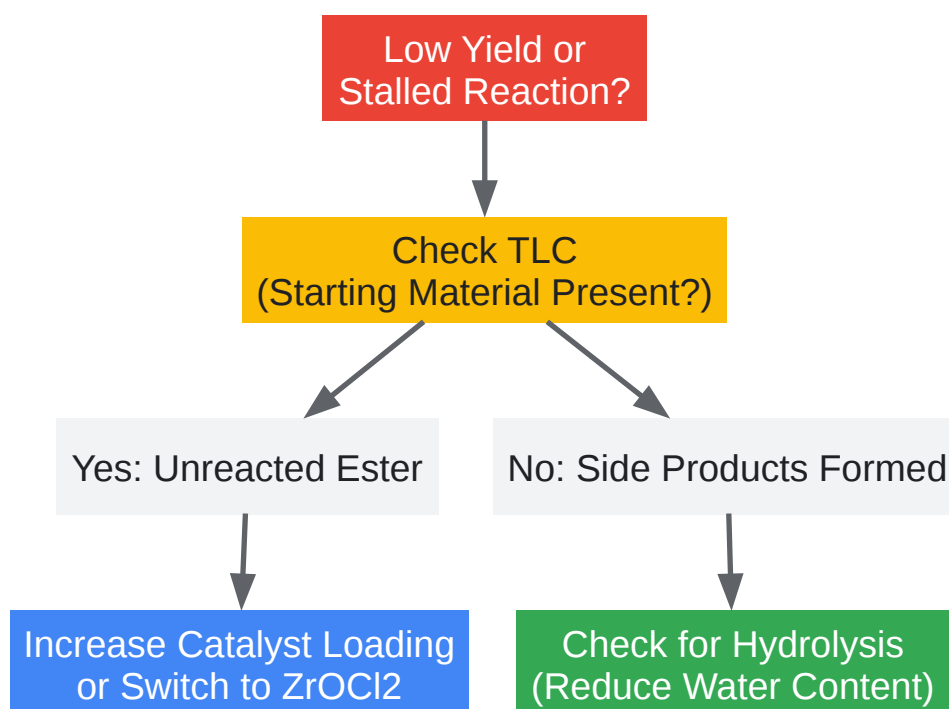 Low Yield or
Stalled Reaction?
Check TLC
(Starting Material Present?)
Yes: Unreacted Ester
No: Side Products Formed
Increase Catalyst Loading
or Switch to ZrOCl2
Check for Hydrolysis
(Reduce Water Content)